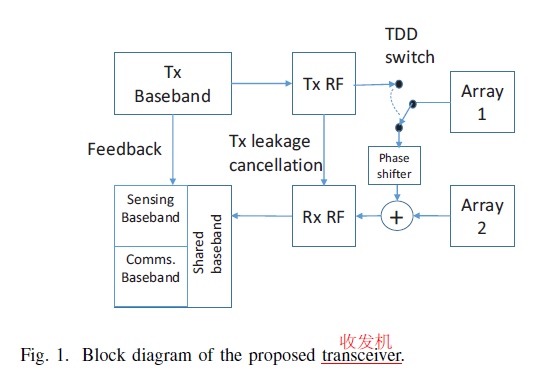 TDD
switch
Tx
Baseband
Tx RF
Array
1
Feedback
Tx leakage
cancellation
Phase
shifter
Sensing
Baseband
Comms.
Baseband
Shared
baseband
Rx RF
+
Array
2
收发机
Fig. 1. Block diagram of the proposed transceiver.